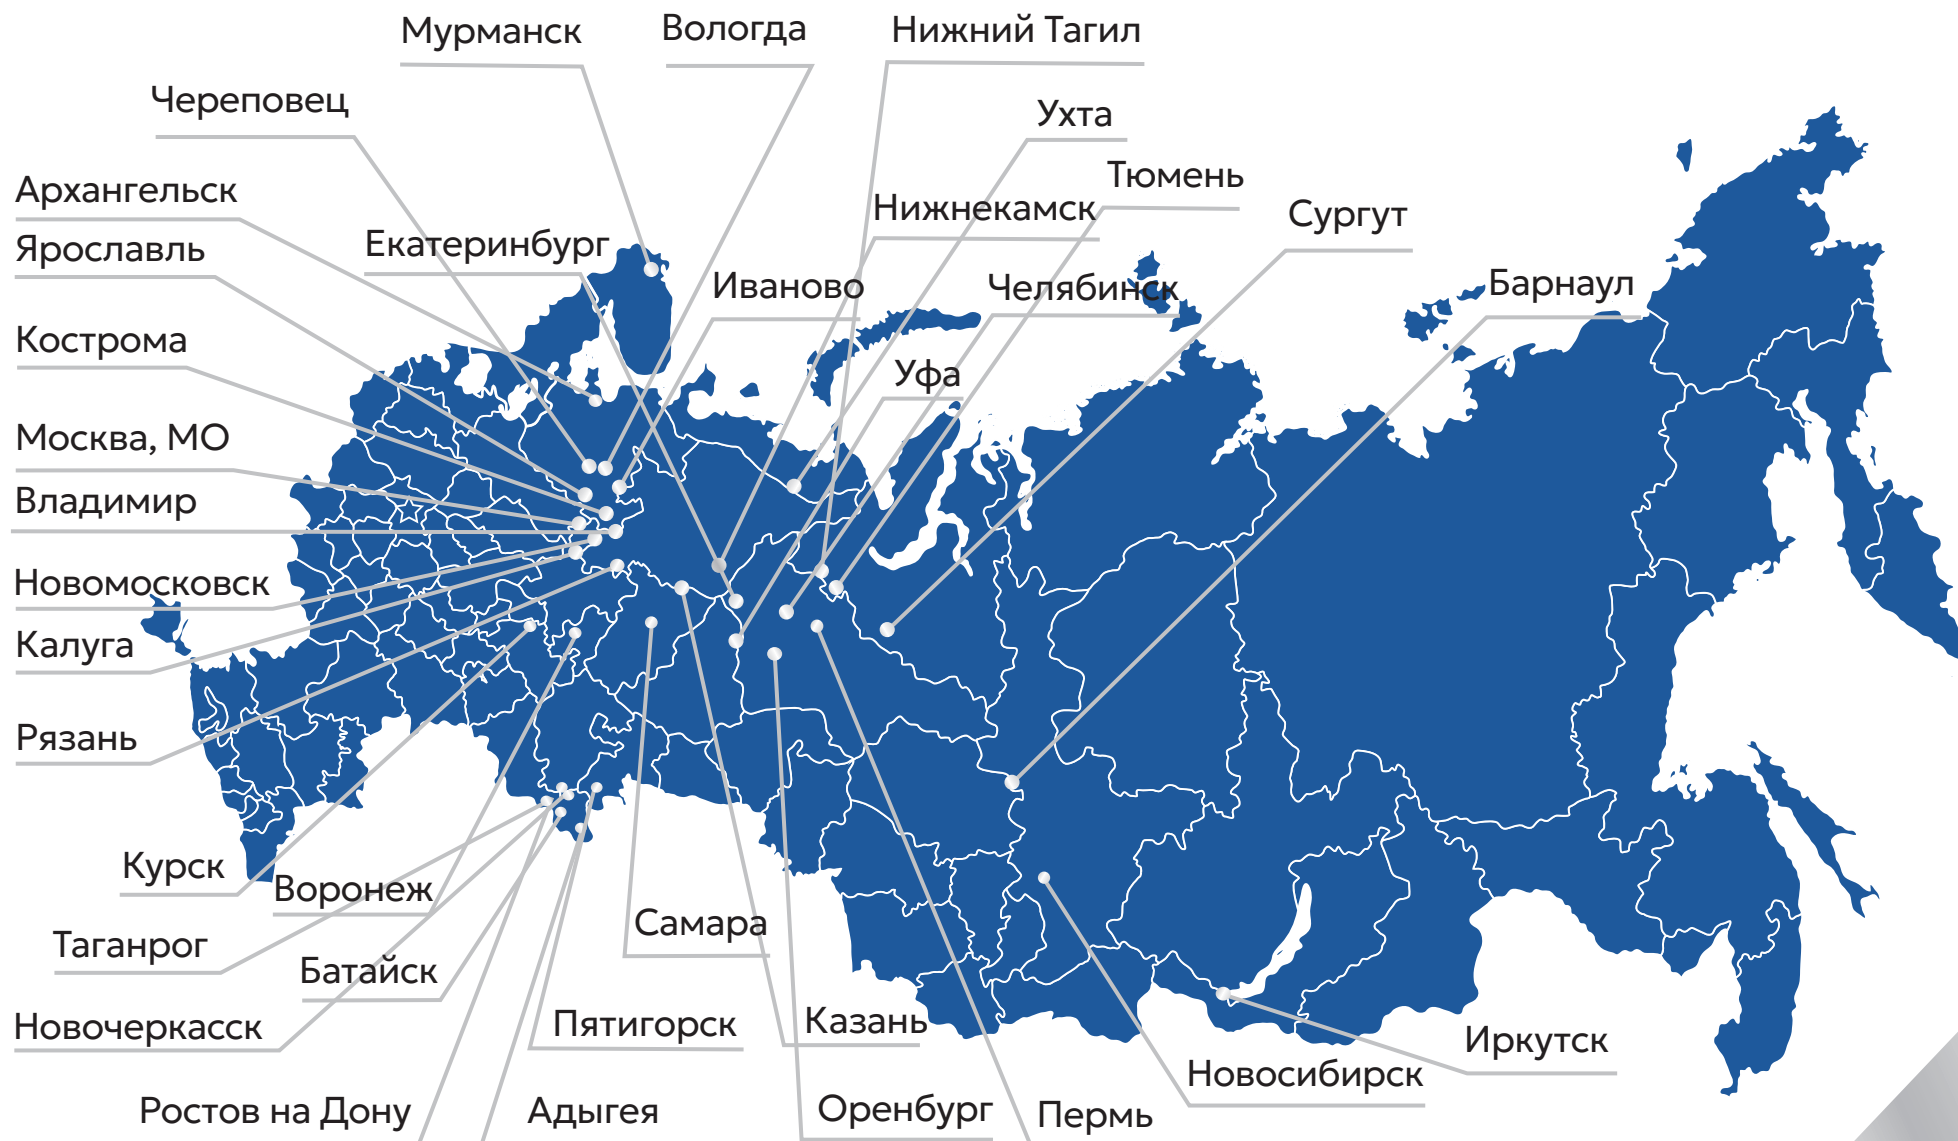 Мурманск
Вологда
Нижний Тагил
Череповец
Ухта
Тюмень
Архангельск
Нижнекамск
Сургут
Ярославль
Екатеринбург
Иваново
Челябинск
Барнаул
Кострома
Уфа
Москва, МО
Владимир
Новомосковск
Калуга
Рязань
Курск
Воронеж
Самара
Таганрог
Батайск
Новочеркасск
Пятигорск
Казань
Иркутск
Новосибирск
Ростов на Дону
Адыгея
Оренбург
Пермь